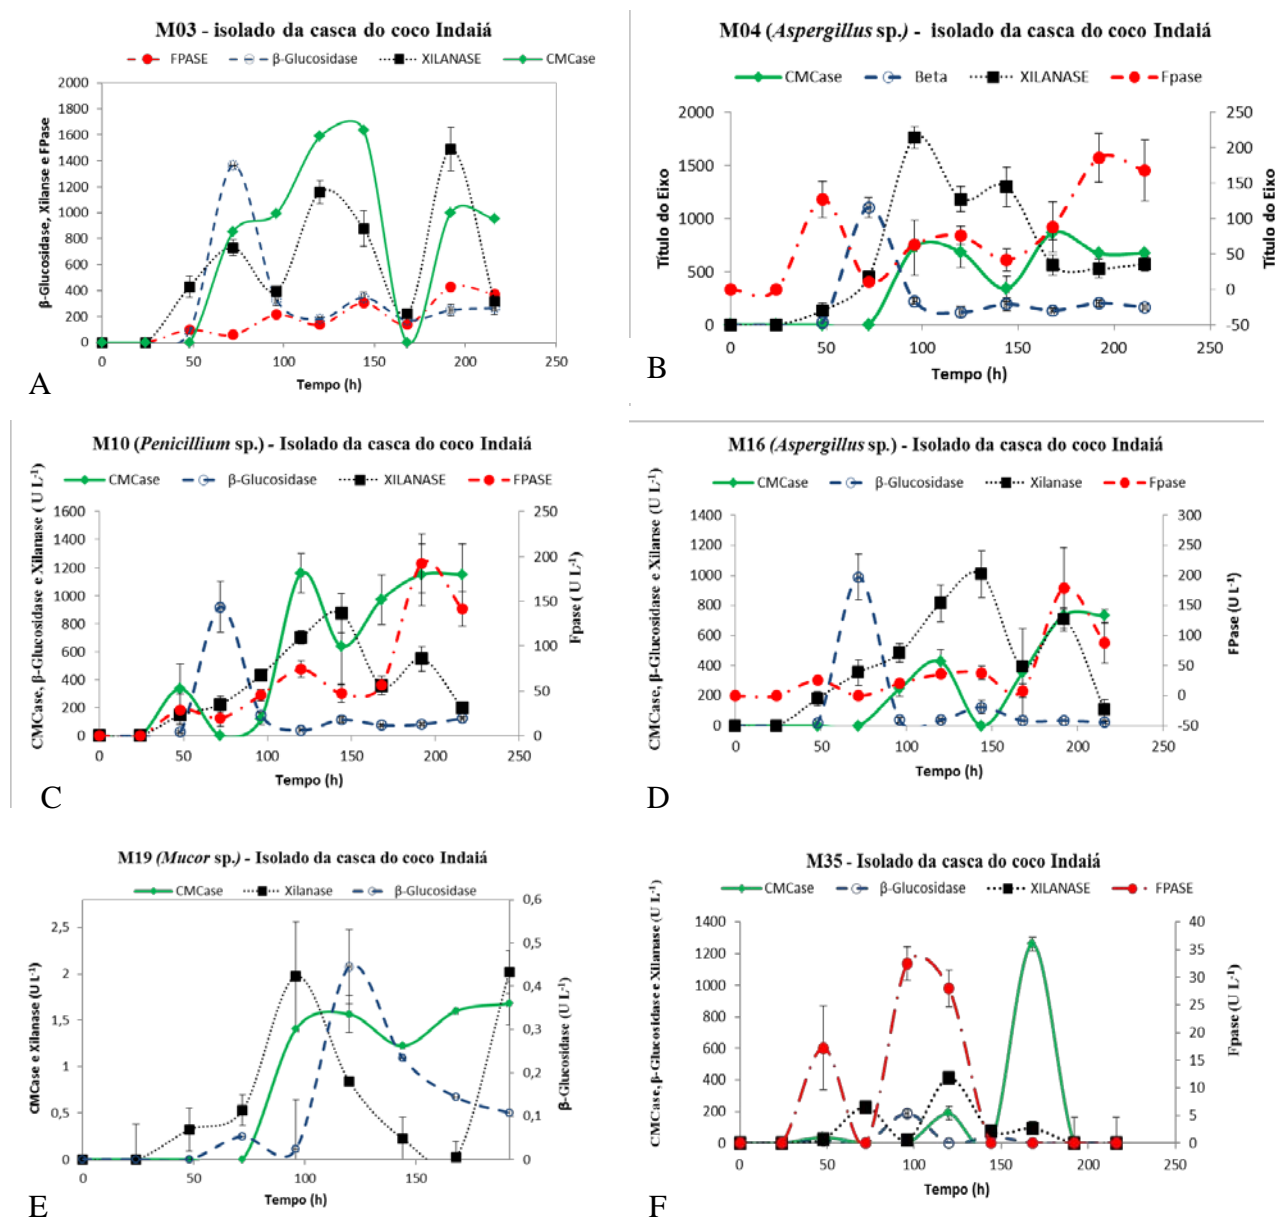 M03 - isolado da casca do coco Indaiá
FPASE β-Glucosidase XILANASE CMCase
β-Glucosidase, Xilanse e FPase
2000
1800
1600
1400
1200
1000
800
600
400
200
0
0 50 100 150 200 250
Tempo (h)
A
M04 (Aspergillus sp.) - isolado da casca do coco Indaiá
CMCase Beta XILANASE Fpase
Título do Eixo
2000
1500
1000
500
0
250
200
150
100
50
0
-50
Título do Eixo
0 50 100 150 200 250
Tempo (h)
B
M10 (Penicillium sp.) - Isolado da casca do coco Indaiá
CMCase β-Glucosidase XILANASE FPASE
CMCase, β-Glucosidase e Xilanase ( U L-1)
1600
1400
1200
1000
800
600
400
200
0
250
200
150
100
50
0
Fpase ( U L-1)
0 50 100 150 200 250
Tempo (h)
C
M16 (Aspergillus sp.) - Isolado da casca do coco Indaiá
CMCase β-Glucosidase Xilanase Fpase
CMCase, β-Glucosidase e Xilanse (U L-1)
1400
1200
1000
800
600
400
200
0
300
250
200
150
100
50
0
-50
FPase (U L-1)
0 50 100 150 200 250
Tempo (h)
D
M19 (Mucor sp.) - Isolado da casca do coco Indaiá
CMCase Xilanase β-Glucosidase
CMCase e Xilanase (U L-1)
2,5
2
1,5
1
0,5
0
0,6
0,5
0,4
0,3
0,2
0,1
0
β-Glucosidase (U L-1)
0 50 100 150
Tempo (h)
E
M35 - Isolado da casca do coco Indaiá
CMCase β-Glucosidase XILANASE FPASE
CMCase, β-Glucosidase e Xilanase (U L-1)
1400
1200
1000
800
600
400
200
0
40
35
30
25
20
15
10
5
0
Fpase (U L-1)
0 50 100 150 200 250
Tempo (h)
F